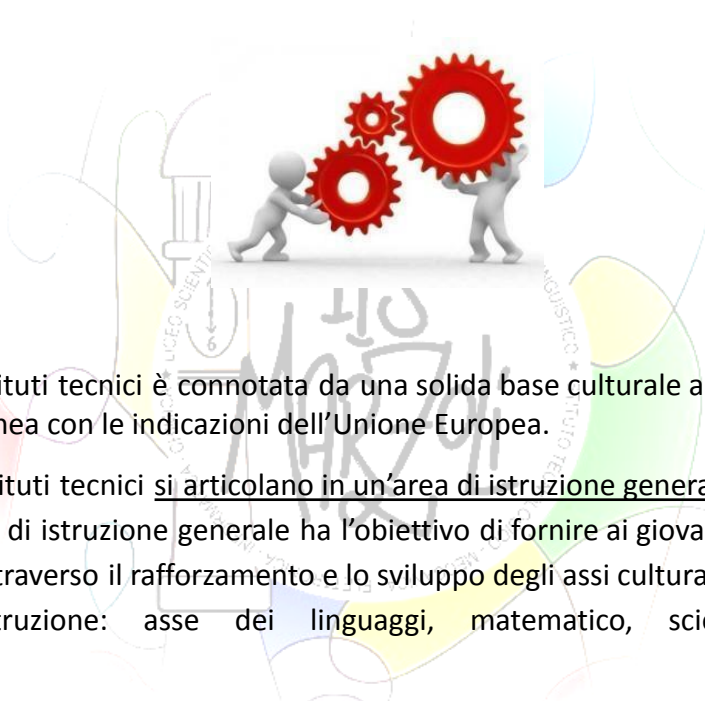 ituti tecnici è connotata da una solida base culturale a
nea con le indicazioni dell’Unione Europea.
ituti tecnici si articolano in un’area di istruzione genera
di istruzione generale ha l’obiettivo di fornire ai giova
traverso il rafforzamento e lo sviluppo degli assi cultura
truzione: asse dei linguaggi, matematico, scie